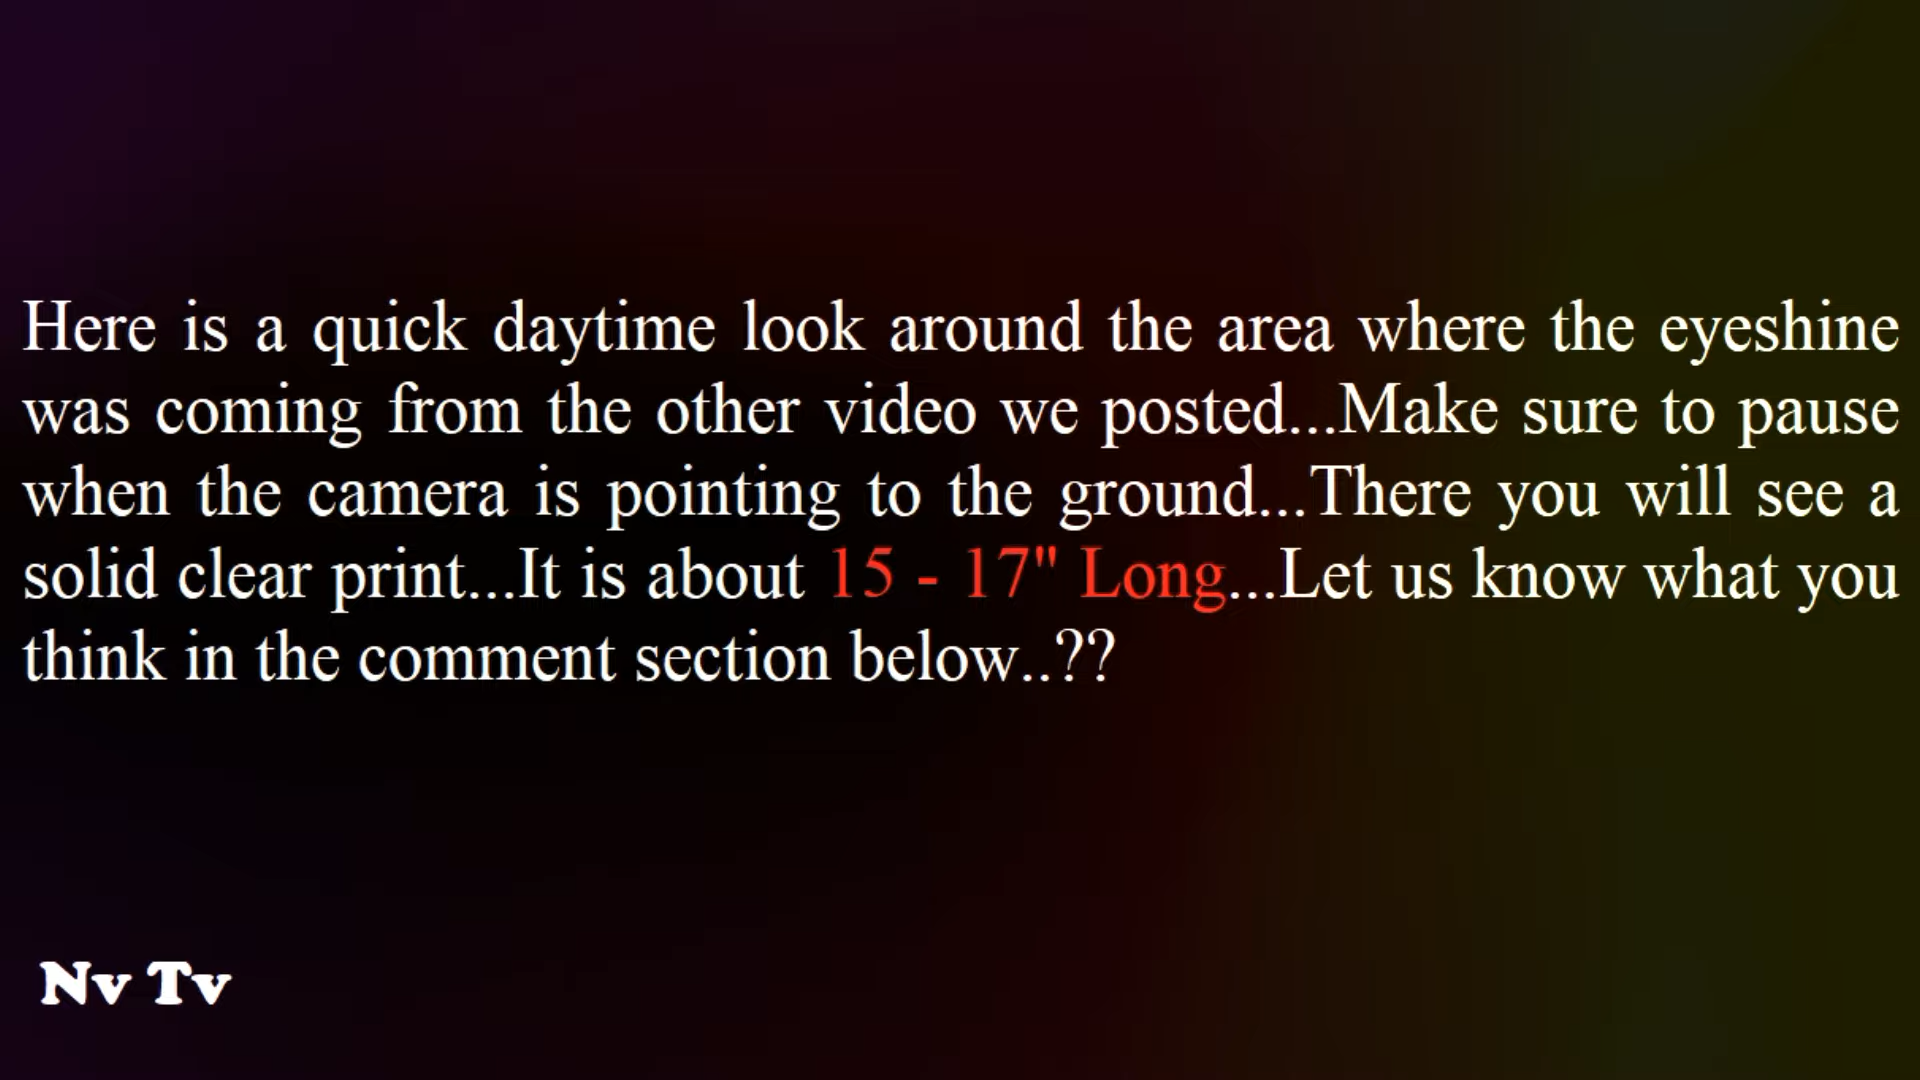 Here is a quick daytime look around the area where the eyeshine
was coming from the other video we posted...Make sure to pause
when the camera is pointing to the ground...There you will see a
solid clear print...It is about 15 - 17" Long...Let us know what you
think in the comment section below..??
Nv Tv